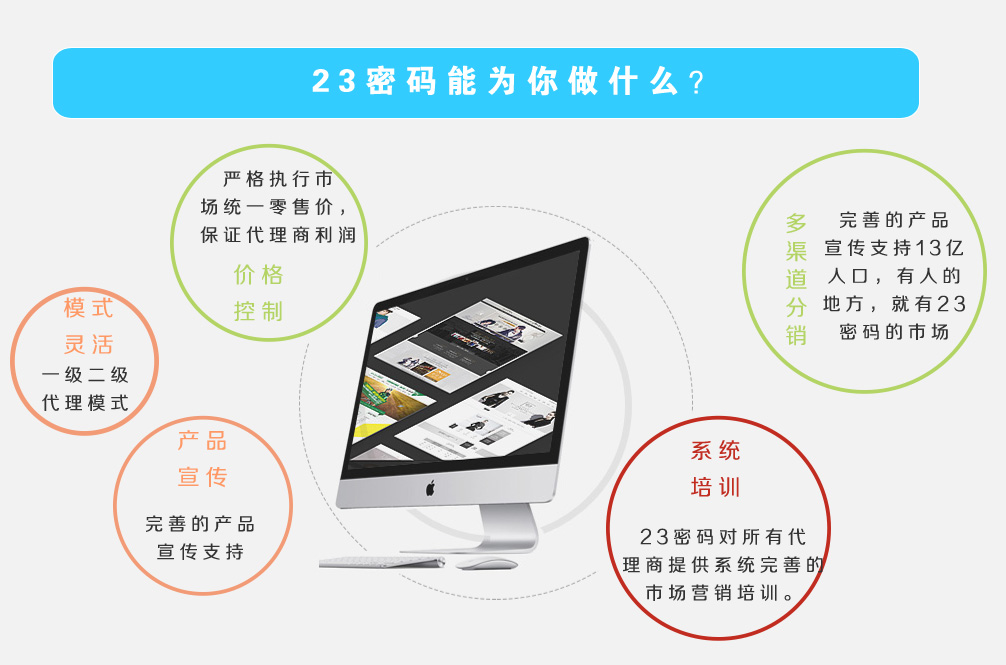 23密码能为你做什么?
严格执行市
场统一零售价，
保证代理商利润
价格
控制
模式
灵活
一级二级
代理模式
产品
宣传
完善的产品
宣传支持
多渠道分销
完善的产品
宣传支持13亿
人口，有人的
地方，就有23
密码的市场
系统
培训
23密码对所有代
理商提供系统完善的
市场营销培训。